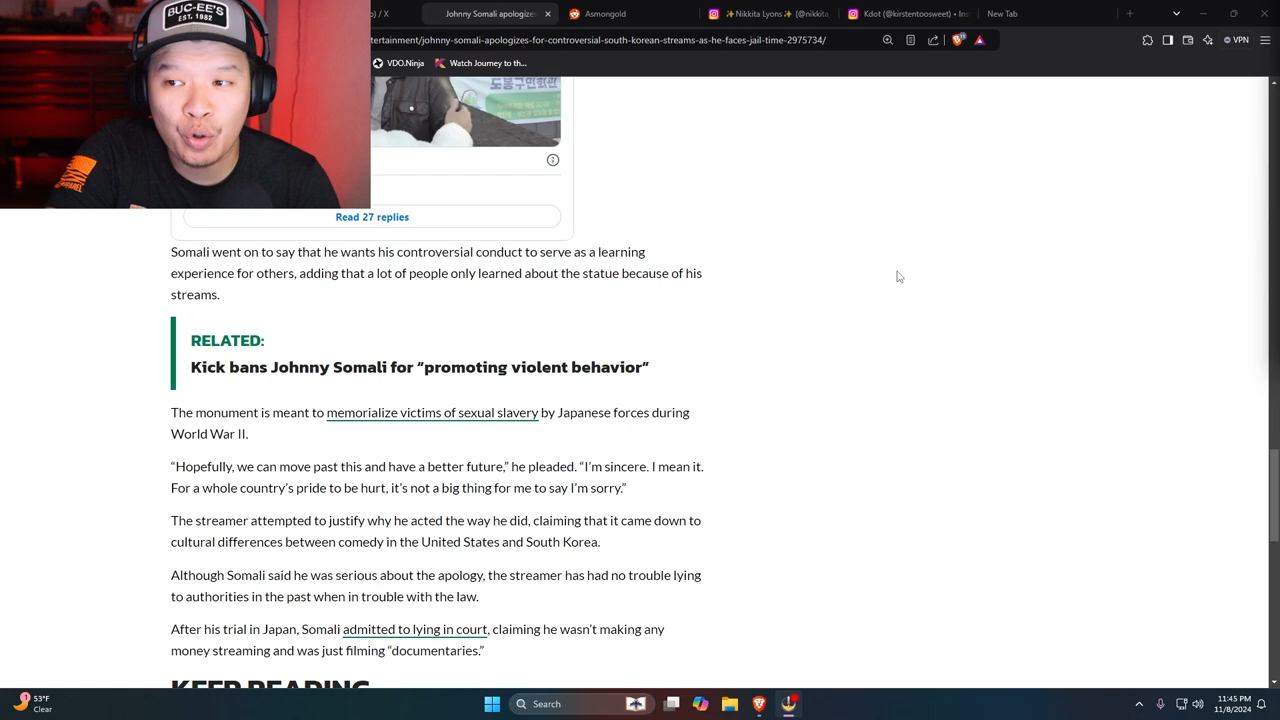 BUC-EE'S
EST. 1982
) / X
Johnny Somali apologize
Asmongold
✨ Nikkita Lyons ✨ (@nikkita
Kdot (@kirstentoosweet) • Ins
New Tab
tertainment/johnny-somali-apologizes-for-controversial-south-korean-streams-as-he-faces-jail-time-2975734/
VPN
VDO.Ninja
Watch Journey to th...
도봉구민회관
Read 27 replies
Somali went on to say that he wants his controversial conduct to serve as a learning
experience for others, adding that a lot of people only learned about the statue because of his
streams.
RELATED:
Kick bans Johnny Somali for “promoting violent behavior”
The monument is meant to memorialize victims of sexual slavery by Japanese forces during
World War II.
“Hopefully, we can move past this and have a better future,” he pleaded. “I’m sincere. I mean it.
For a whole country’s pride to be hurt, it’s not a big thing for me to say I’m sorry.”
The streamer attempted to justify why he acted the way he did, claiming that it came down to
cultural differences between comedy in the United States and South Korea.
Although Somali said he was serious about the apology, the streamer has had no trouble lying
to authorities in the past when in trouble with the law.
After his trial in Japan, Somali admitted to lying in court, claiming he wasn’t making any
money streaming and was just filming “documentaries.”
KEEP READING
1
53°F
Clear
Search
11:45 PM
11/8/2024